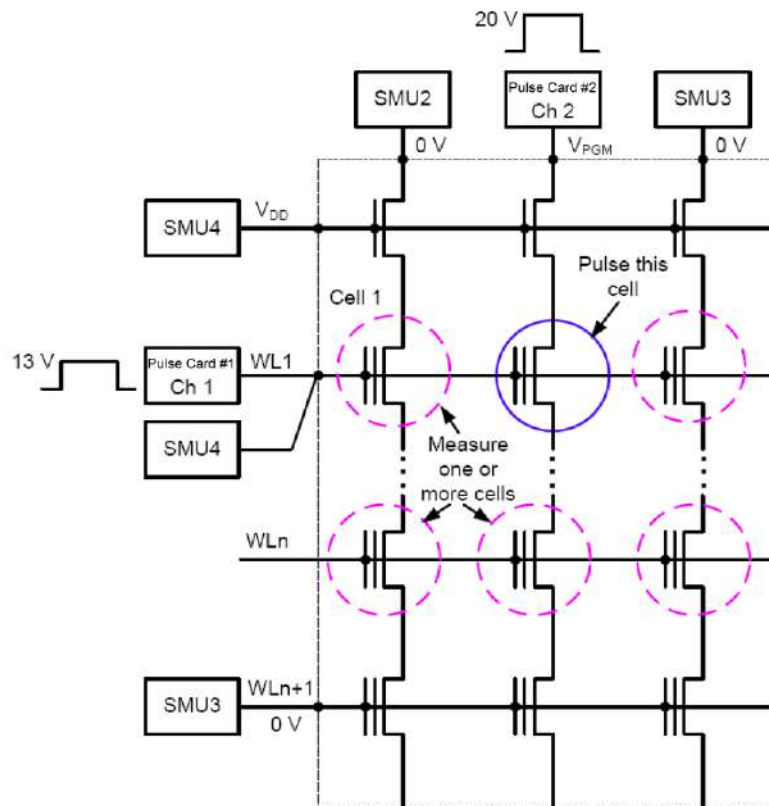 20 V
SMU2
Pulse Card #2
Ch 2
SMU3
0 V
VPGM
0 V
SMU4
VDD
Pulse this
cell
Cell 1
13 V
Pulse Card #1
Ch 1
WL1
SMU4
Measure
one or
more cells
WLn
SMU3
WLn+1
0 V